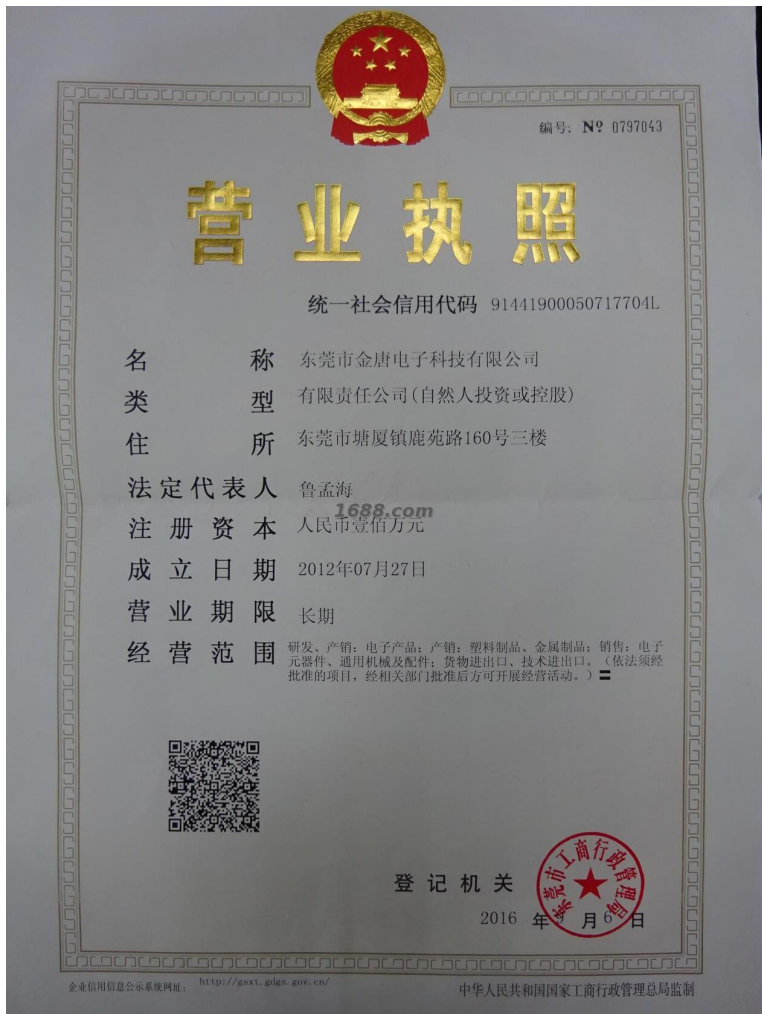 编号: Nº 0797043
营业执照
统一社会信用代码 91441900050717704L
名称 东莞市金唐电子科技有限公司
类型 有限责任公司(自然人投资或控股)
住所 东莞市塘厦镇鹿苑路160号三楼
法定代表人 鲁孟海
1688.com
注册资本 人民币壹佰万元
成立日期 2012年07月27日
营业期限 长期
经营范围 研发、产销：电子产品；产销：塑料制品、金属制品；销售：电子
元器件、通用机械及配件；货物进出口、技术进出口。（依法须经
批准的项目，经相关部门批准后方可开展经营活动。）〓
登记机关
东莞市工商行政管理局
2016 年 9 月 6 日
企业信用信息公示系统网址： http://gsxt.gdgs.gov.cn/
中华人民共和国国家工商行政管理总局监制